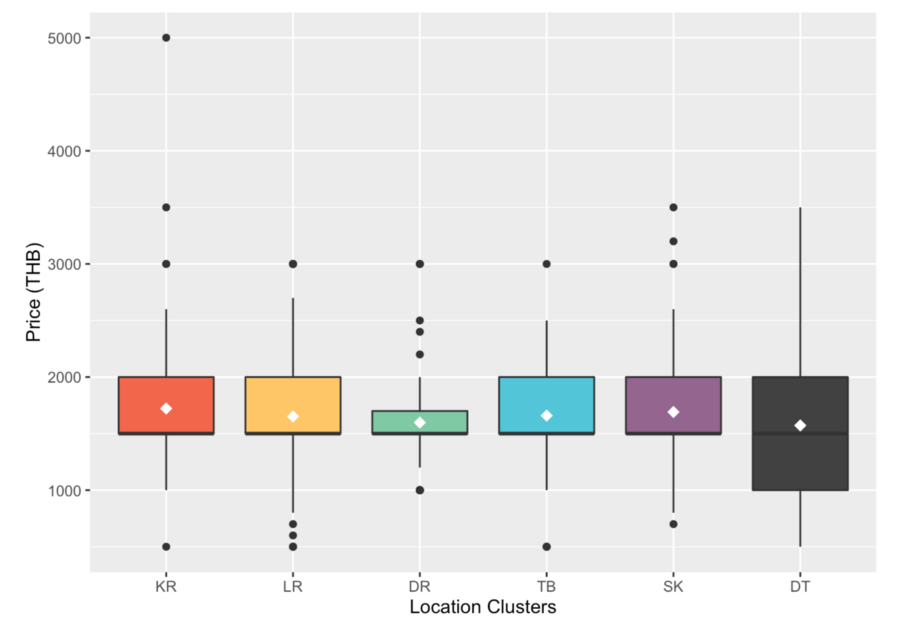 5000
4000
3000
2000
1000
Price (THB)
KR LR DR TB SK DT
Location Clusters